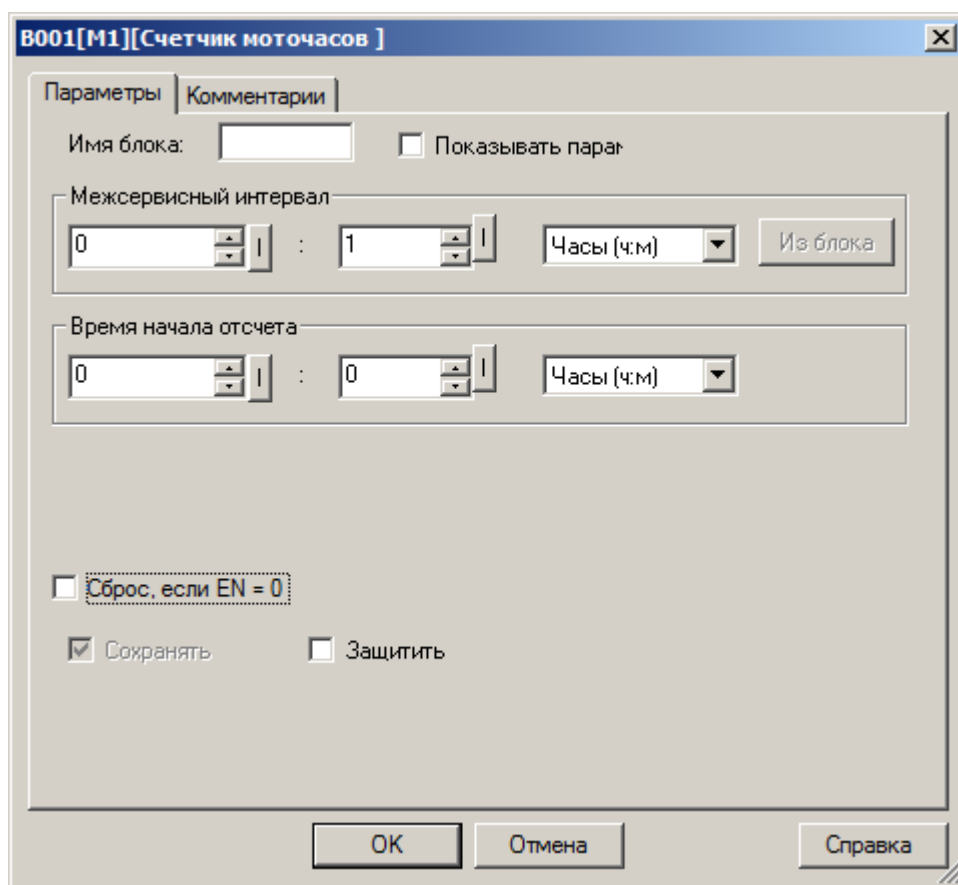 B001[M1][Счетчик моточасов ]
Параметры Комментарии
Имя блока: Показывать парам
Межсервисный интервал
0 : 1 Часы (ч:м) Из блока
Время начала отсчета
0 : 0 Часы (ч:м)
Сброс, если EN = 0
Сохранять Защитить
OK Отмена Справка